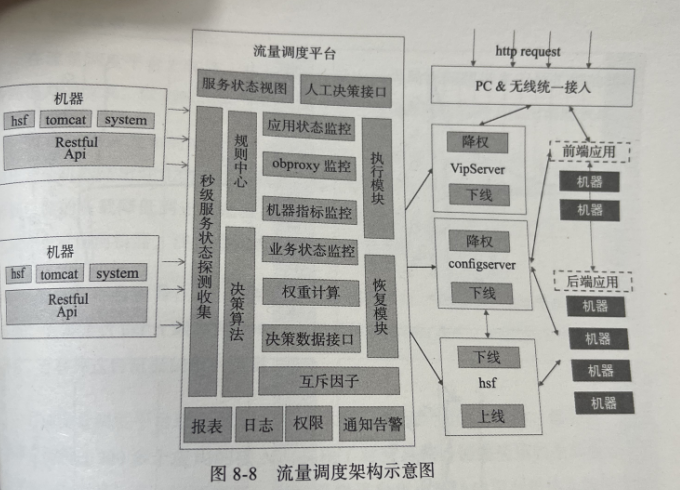 流量调度平台
服务状态视图
人工决策接口
机器
hsf
tomcat
system
Restful
Api
机器
hsf
tomcat
system
Restful
Api
秒级服务状态探测收集
规则中心
决策算法
应用状态监控
obproxy 监控
机器指标监控
业务状态监控
权重计算
决策数据接口
互斥因子
执行模块
恢复模块
报表
日志
权限
通知告警
http request
PC & 无线统一接入
降权
VipServer
下线
降权
configserver
下线
下线
hsf
上线
前端应用
机器
机器
后端应用
机器
机器
机器
机器
图 8-8 流量调度架构示意图